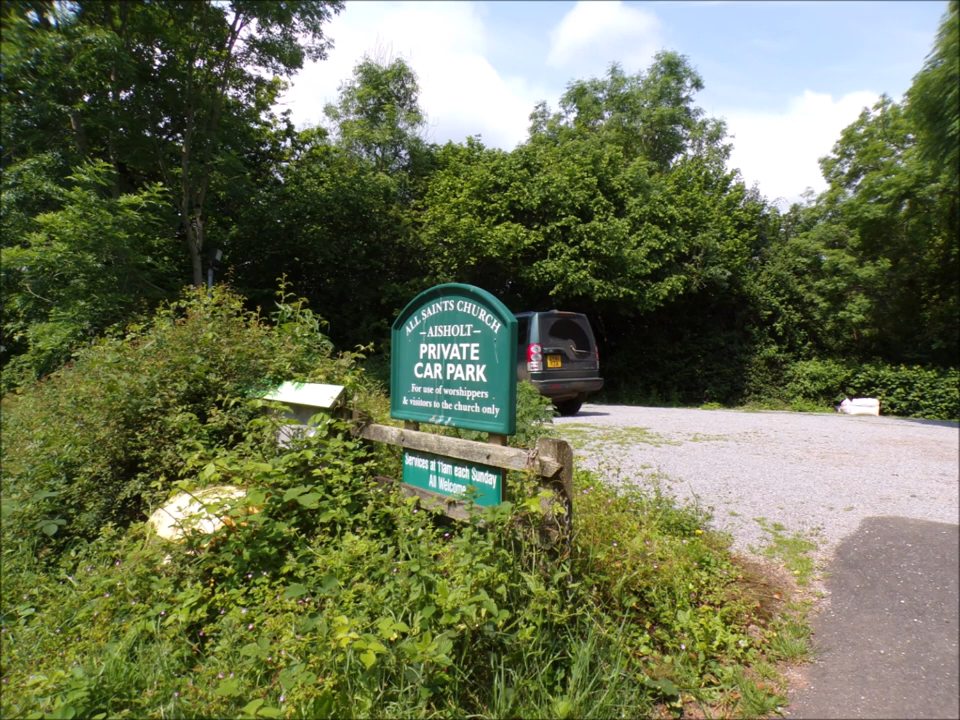 ALL SAINTS CHURCH
-AISHOLT-
PRIVATE
CAR PARK
For use of worshippers
& visitors to the church only
Services at 11am each Sunday
All Welcome